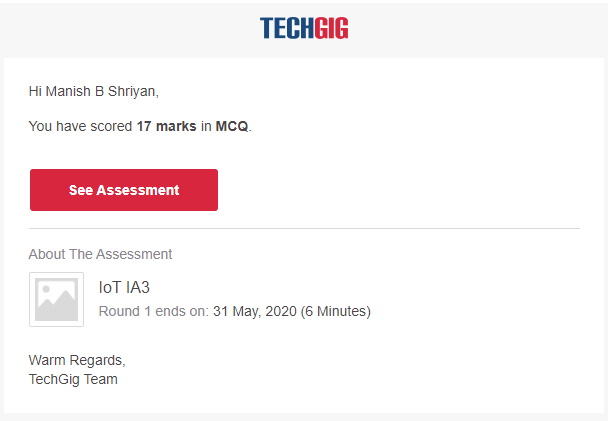 TECHGIG
Hi Manish B Shriyan,
You have scored 17 marks in MCQ.
See Assessment
About The Assessment
IoT IA3
Round 1 ends on: 31 May, 2020 (6 Minutes)
Warm Regards,
TechGig Team